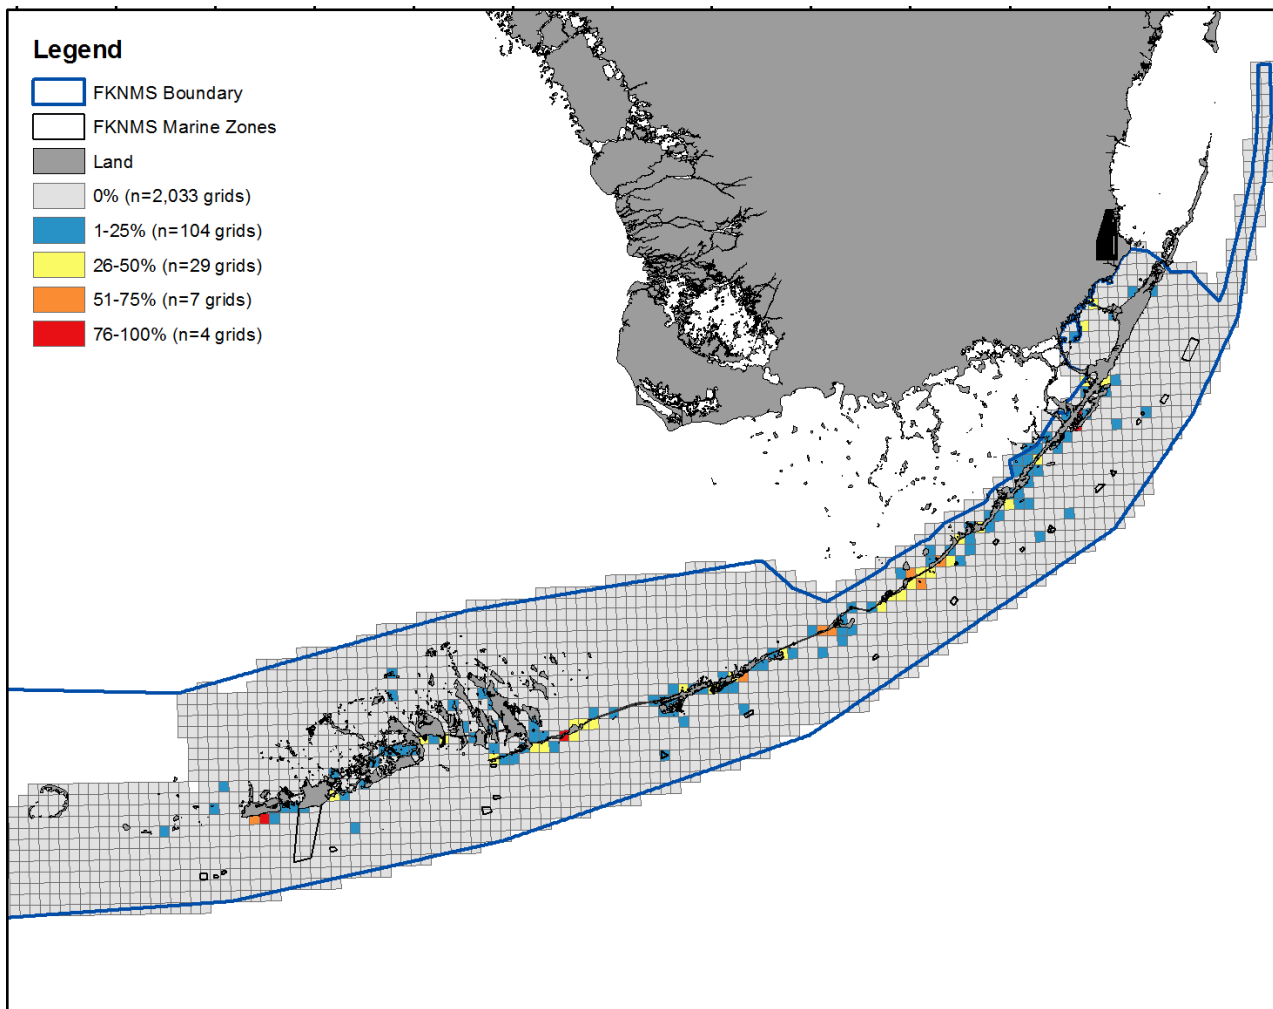 Legend
FKNMS Boundary
FKNMS Marine Zones
Land
0% (n=2,033 grids)
1-25% (n=104 grids)
26-50% (n=29 grids)
51-75% (n=7 grids)
76-100% (n=4 grids)